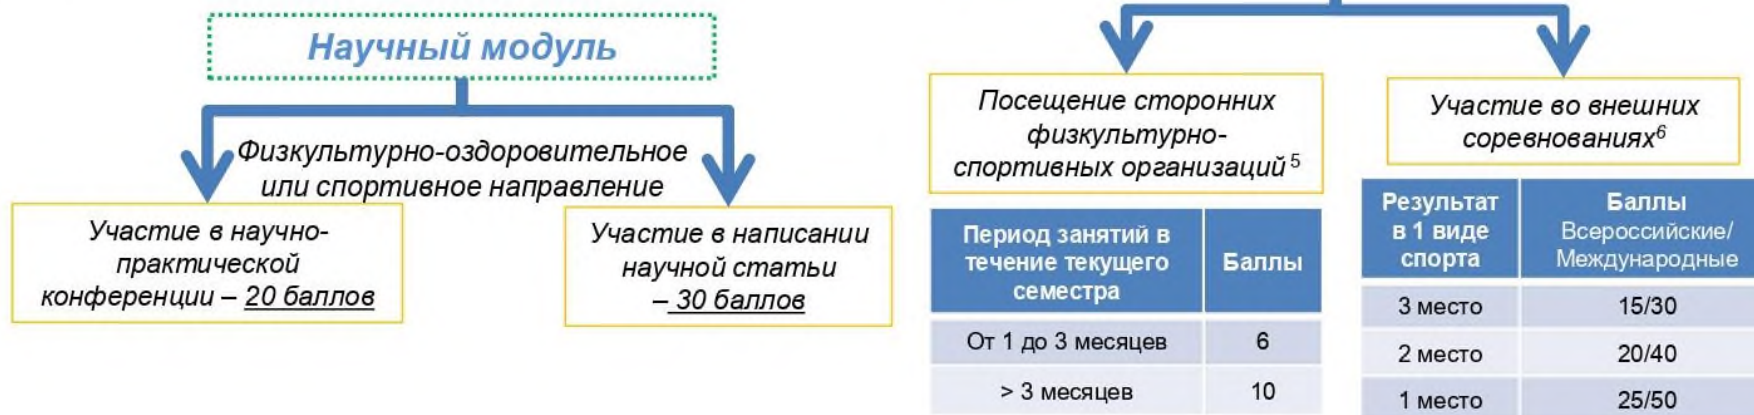 Научный модуль
Физкультурно-оздоровительное
или спортивное направление
Участие в научно-
практической
конференции – 20 баллов
Участие в написании
научной статьи
– 30 баллов
Посещение сторонних
физкультурно-
спортивных организаций 5
Период занятий в
течение текущего
семестра
Баллы
От 1 до 3 месяцев 6
> 3 месяцев 10
Участие во внешних
соревнованиях6
Результат
в 1 виде
спорта
Баллы
Всероссийские/
Международные
3 место 15/30
2 место 20/40
1 место 25/50